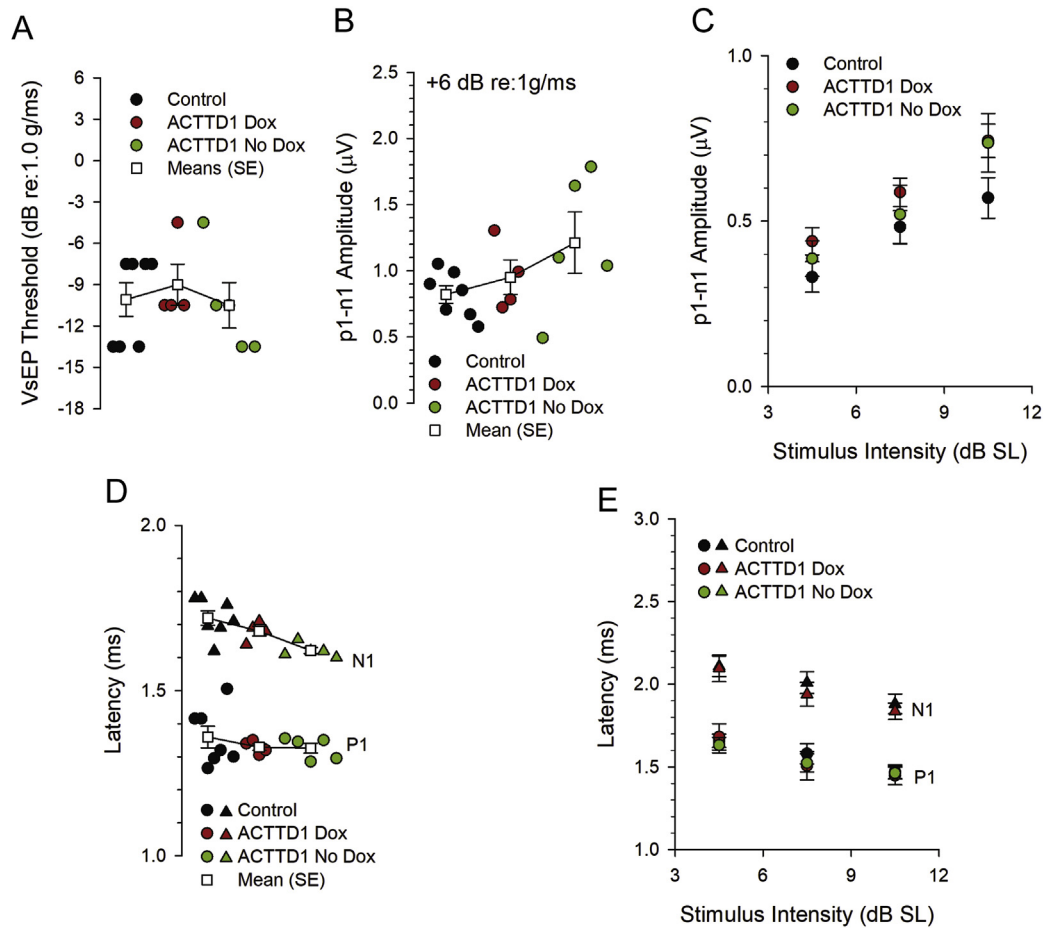 A
VsEP Threshold (dB re:1.0 g/ms)
6
3
0
-3
-6
-9
-12
-15
-18
Control
ACTTD1 Dox
ACTTD1 No Dox
Means (SE)
B
p1-n1 Amplitude (μV)
2.5
2.0
1.5
1.0
0.5
0.0
+6 dB re:1g/ms
Control
ACTTD1 Dox
ACTTD1 No Dox
Mean (SE)
C
p1-n1 Amplitude (μV)
1.0
0.5
0.0
Control
ACTTD1 Dox
ACTTD1 No Dox
3 6 9 12
Stimulus Intensity (dB SL)
D
Latency (ms)
2.0
1.5
1.0
N1
P1
Control
ACTTD1 Dox
ACTTD1 No Dox
Mean (SE)
E
Latency (ms)
3.0
2.5
2.0
1.5
1.0
Control
ACTTD1 Dox
ACTTD1 No Dox
N1
P1
3 6 9 12
Stimulus Intensity (dB SL)